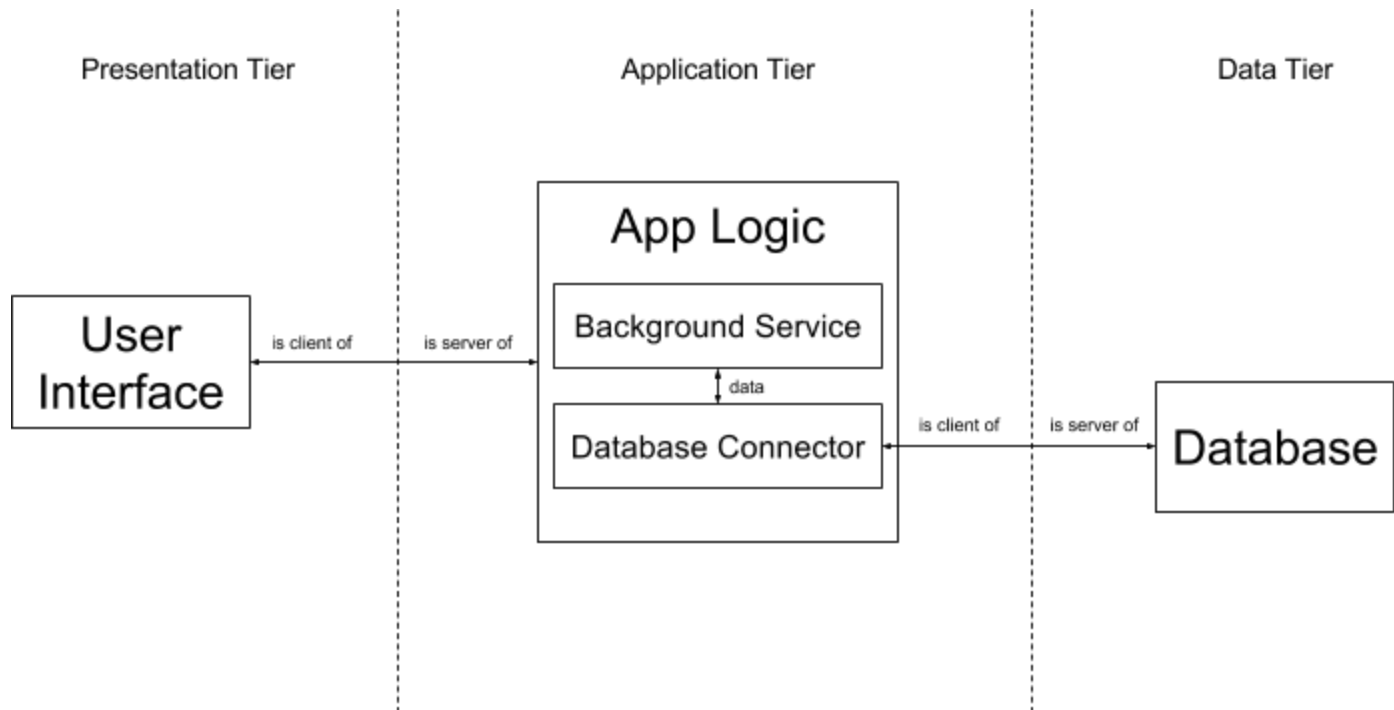 Presentation Tier
Application Tier
Data Tier
App Logic
Background Service
User
Interface
is client of
is server of
data
Database Connector
is client of
is server of
Database